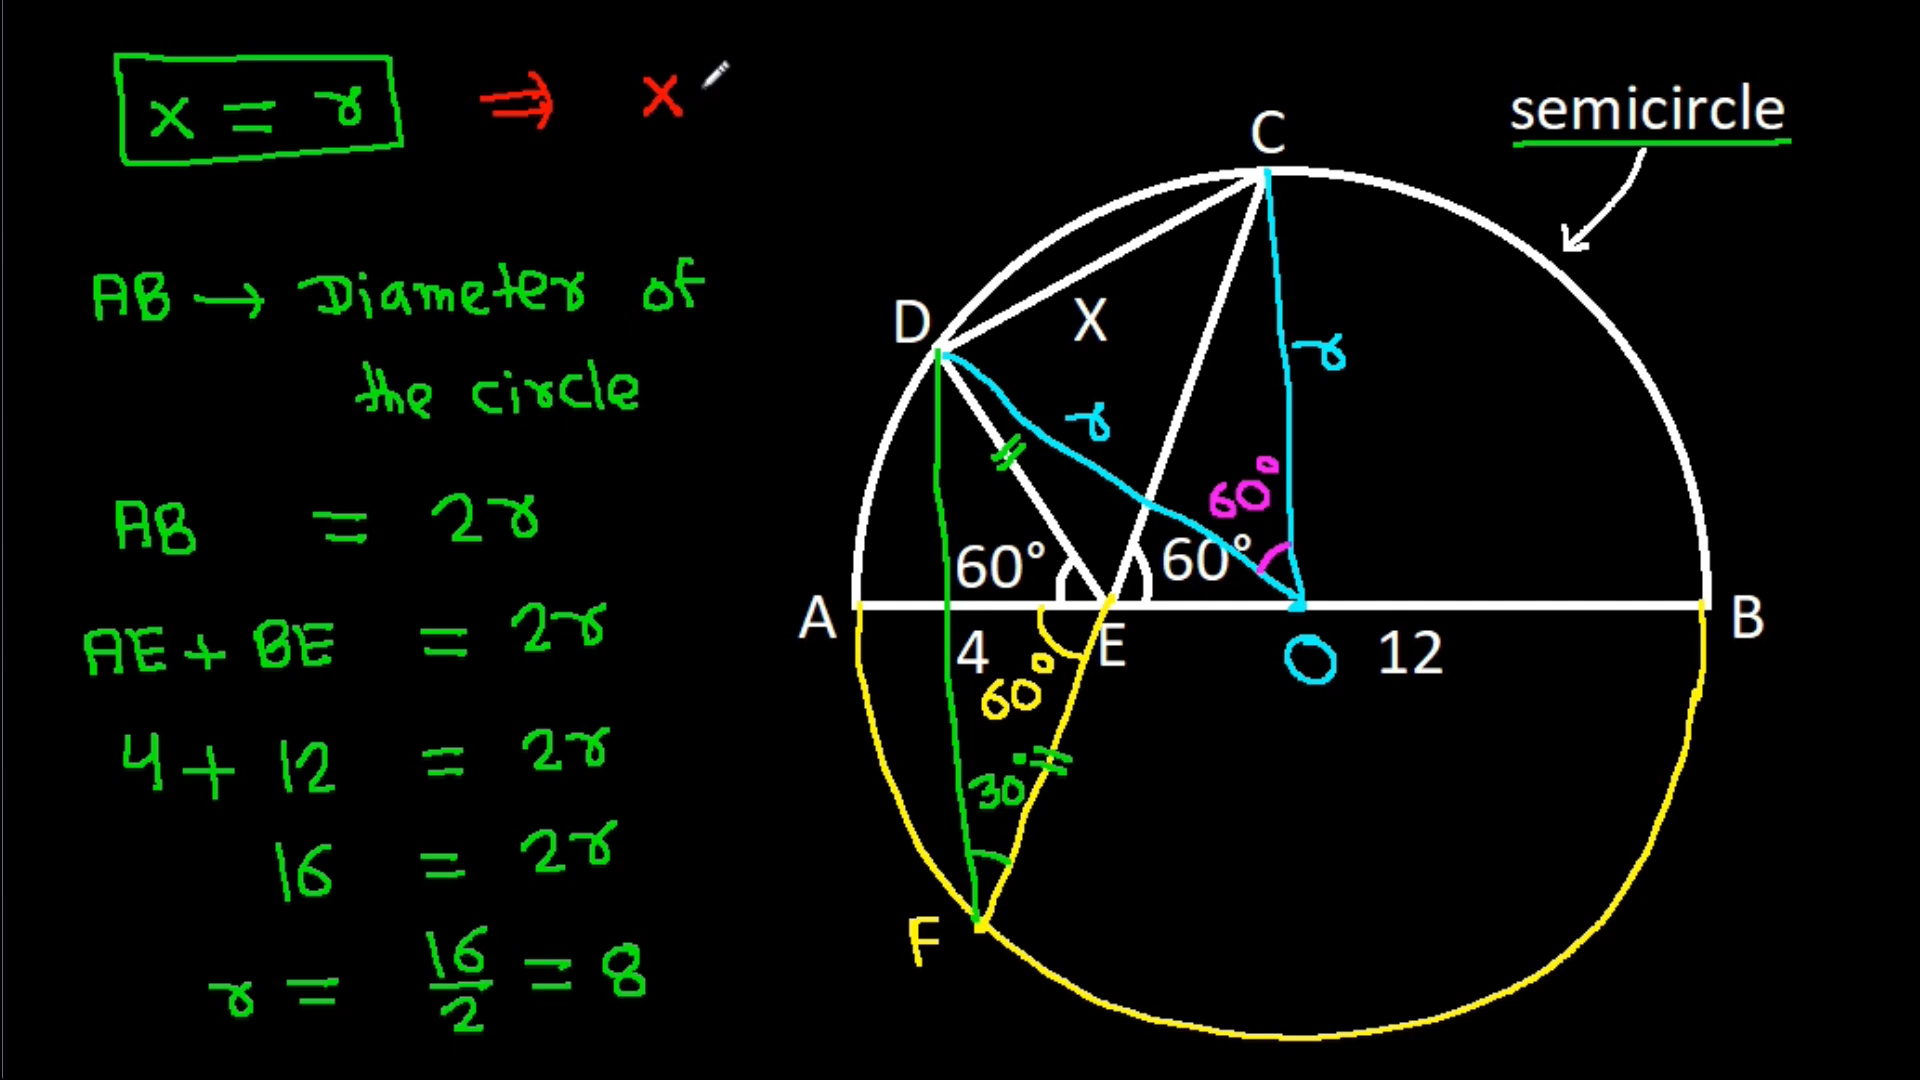 x = r ⇒ x
AB → Diameter of
the circle
AB = 2r
AE + BE = 2r
4 + 12 = 2r
16 = 2r
r = 16/2 = 8
semicircle
C
D
X
r
r
60°
60°
60°
A
B
4
E
O
12
60°
30°
F